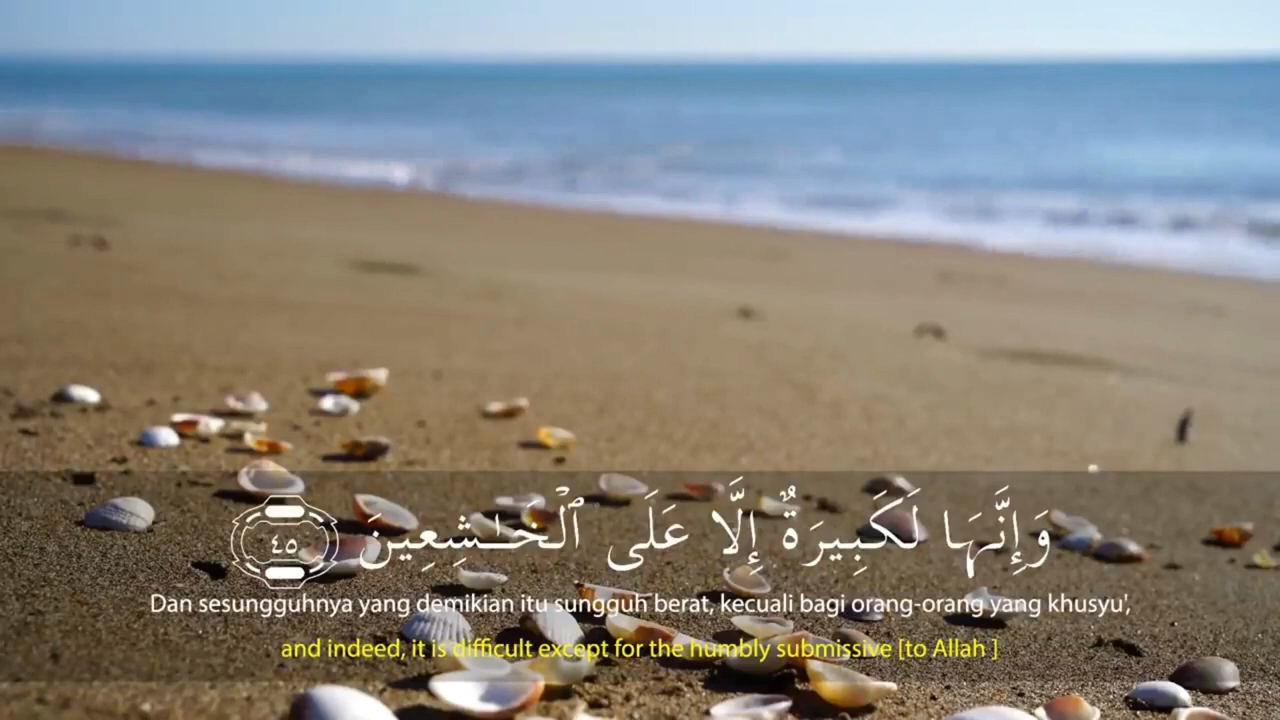 وَإِنَّهَا لَكَبِيرَةٌ إِلَّا عَلَى ٱلْخَـٰشِعِينَ ٤٥
Dan sesungguhnya yang demikian itu sungguh berat, kecuali bagi orang-orang yang khusyu',
and indeed, it is difficult except for the humbly submissive [to Allah ]